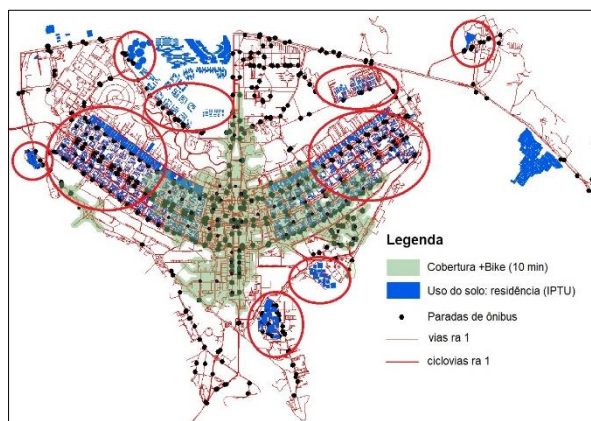 Legenda
Cobertura +Bike (10 min)
Uso do solo: residência (IPTU)
Paradas de ônibus
vias ra 1
ciclovias ra 1